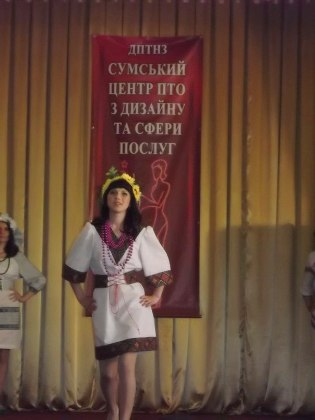 ДПТНЗ
СУМСЬКИЙ
ЦЕНТР ПТО
З ДИЗАЙНУ
ТА СФЕРИ
ПОСЛУГ